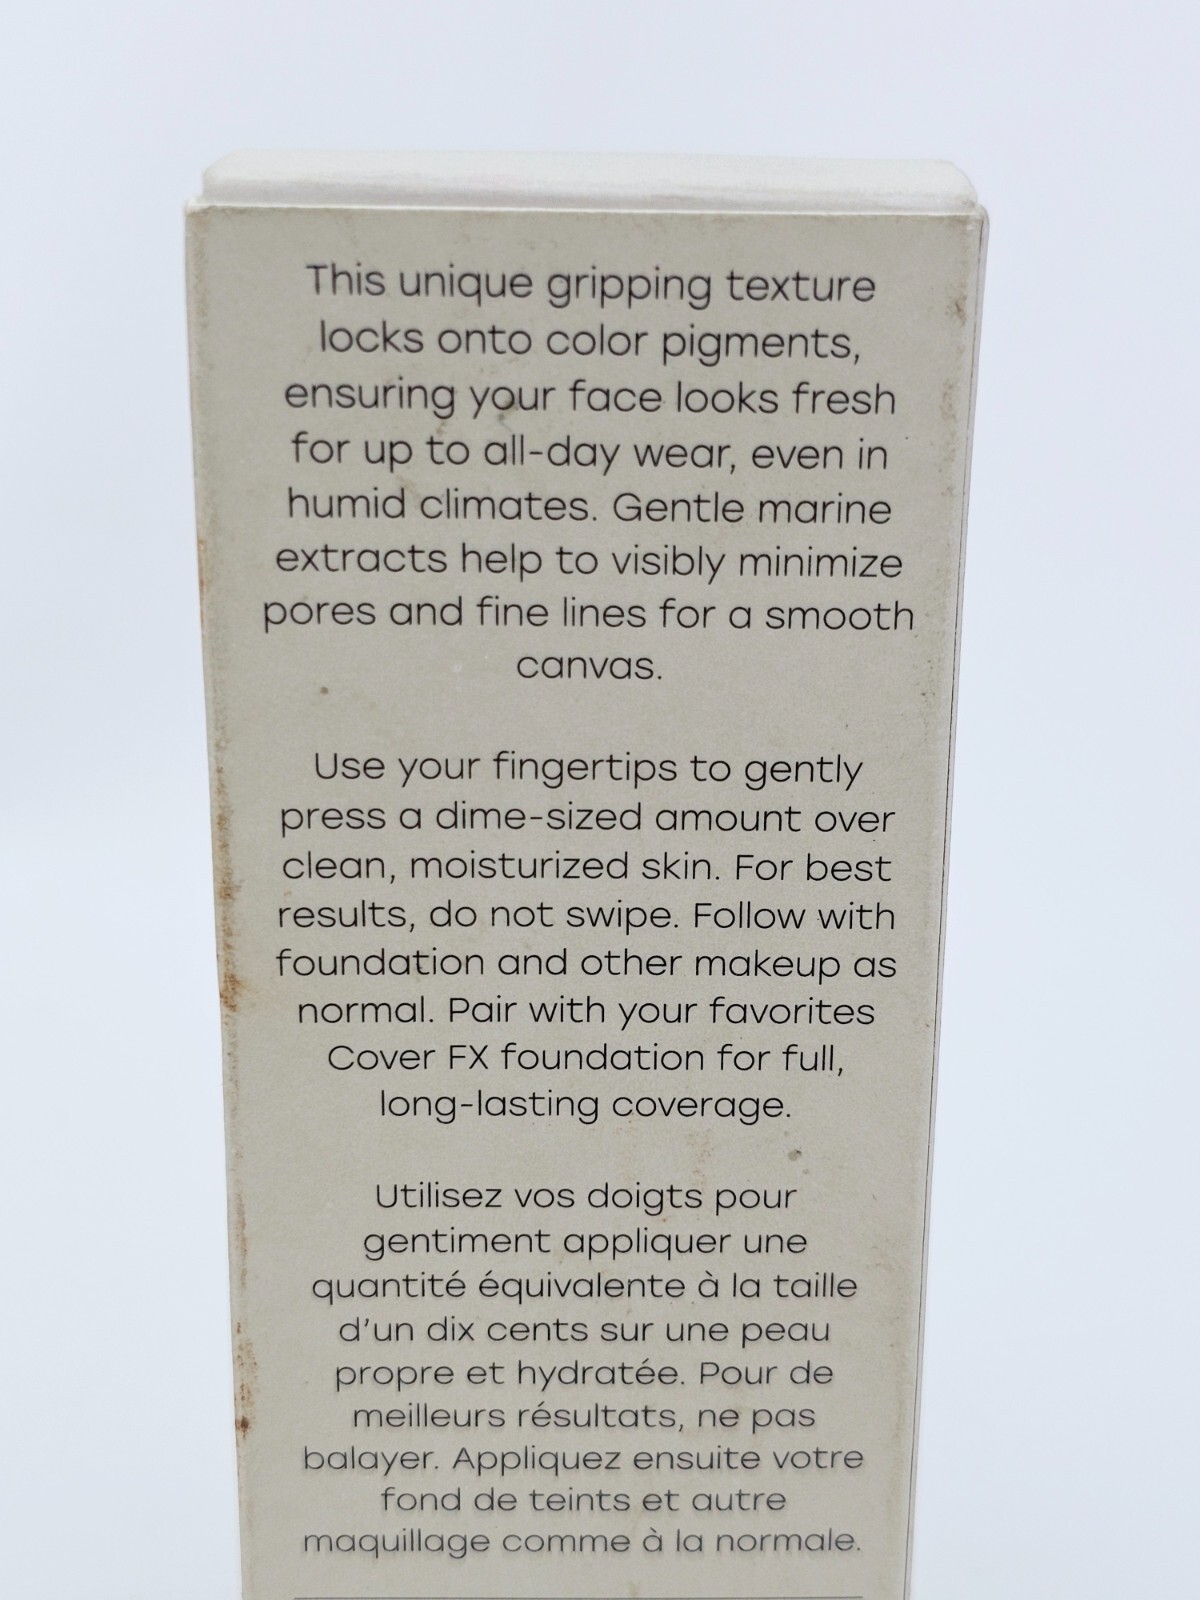 This unique gripping texture
locks onto color pigments,
ensuring your face looks fresh
for up to all-day wear, even in
humid climates. Gentle marine
extracts help to visibly minimize
pores and fine lines for a smooth
canvas.
Use your fingertips to gently
press a dime-sized amount over
clean, moisturized skin. For best
results, do not swipe. Follow with
foundation and other makeup as
normal. Pair with your favorites
Cover FX foundation for full,
long-lasting coverage.
Utilisez vos doigts pour
gentiment appliquer une
quantité équivalente à la taille
d'un dix cents sur une peau
propre et hydratée. Pour de
meilleurs résultats, ne pas
balayer. Appliquez ensuite votre
fond de teints et autre
maquillage comme à la normale.